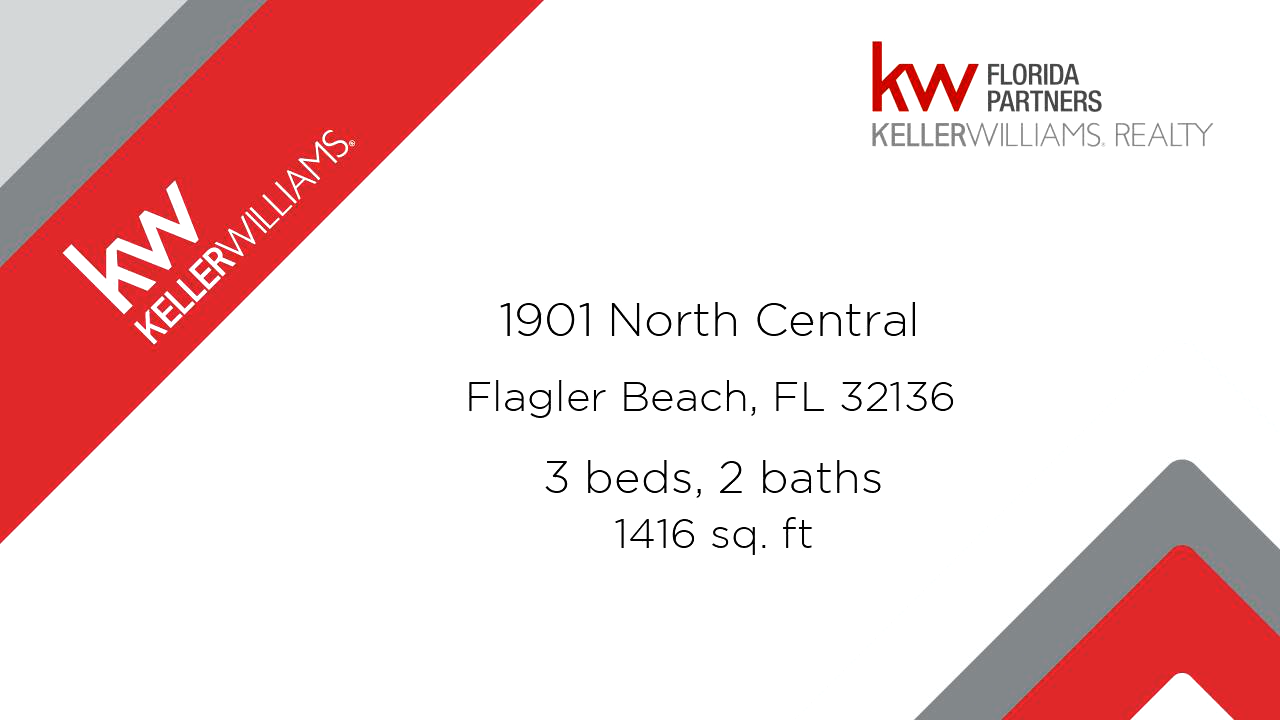 kw
KELLERWILLIAMS®
kw FLORIDA
PARTNERS
KELLERWILLIAMS® REALTY
1901 North Central
Flagler Beach, FL 32136
3 beds, 2 baths
1416 sq. ft